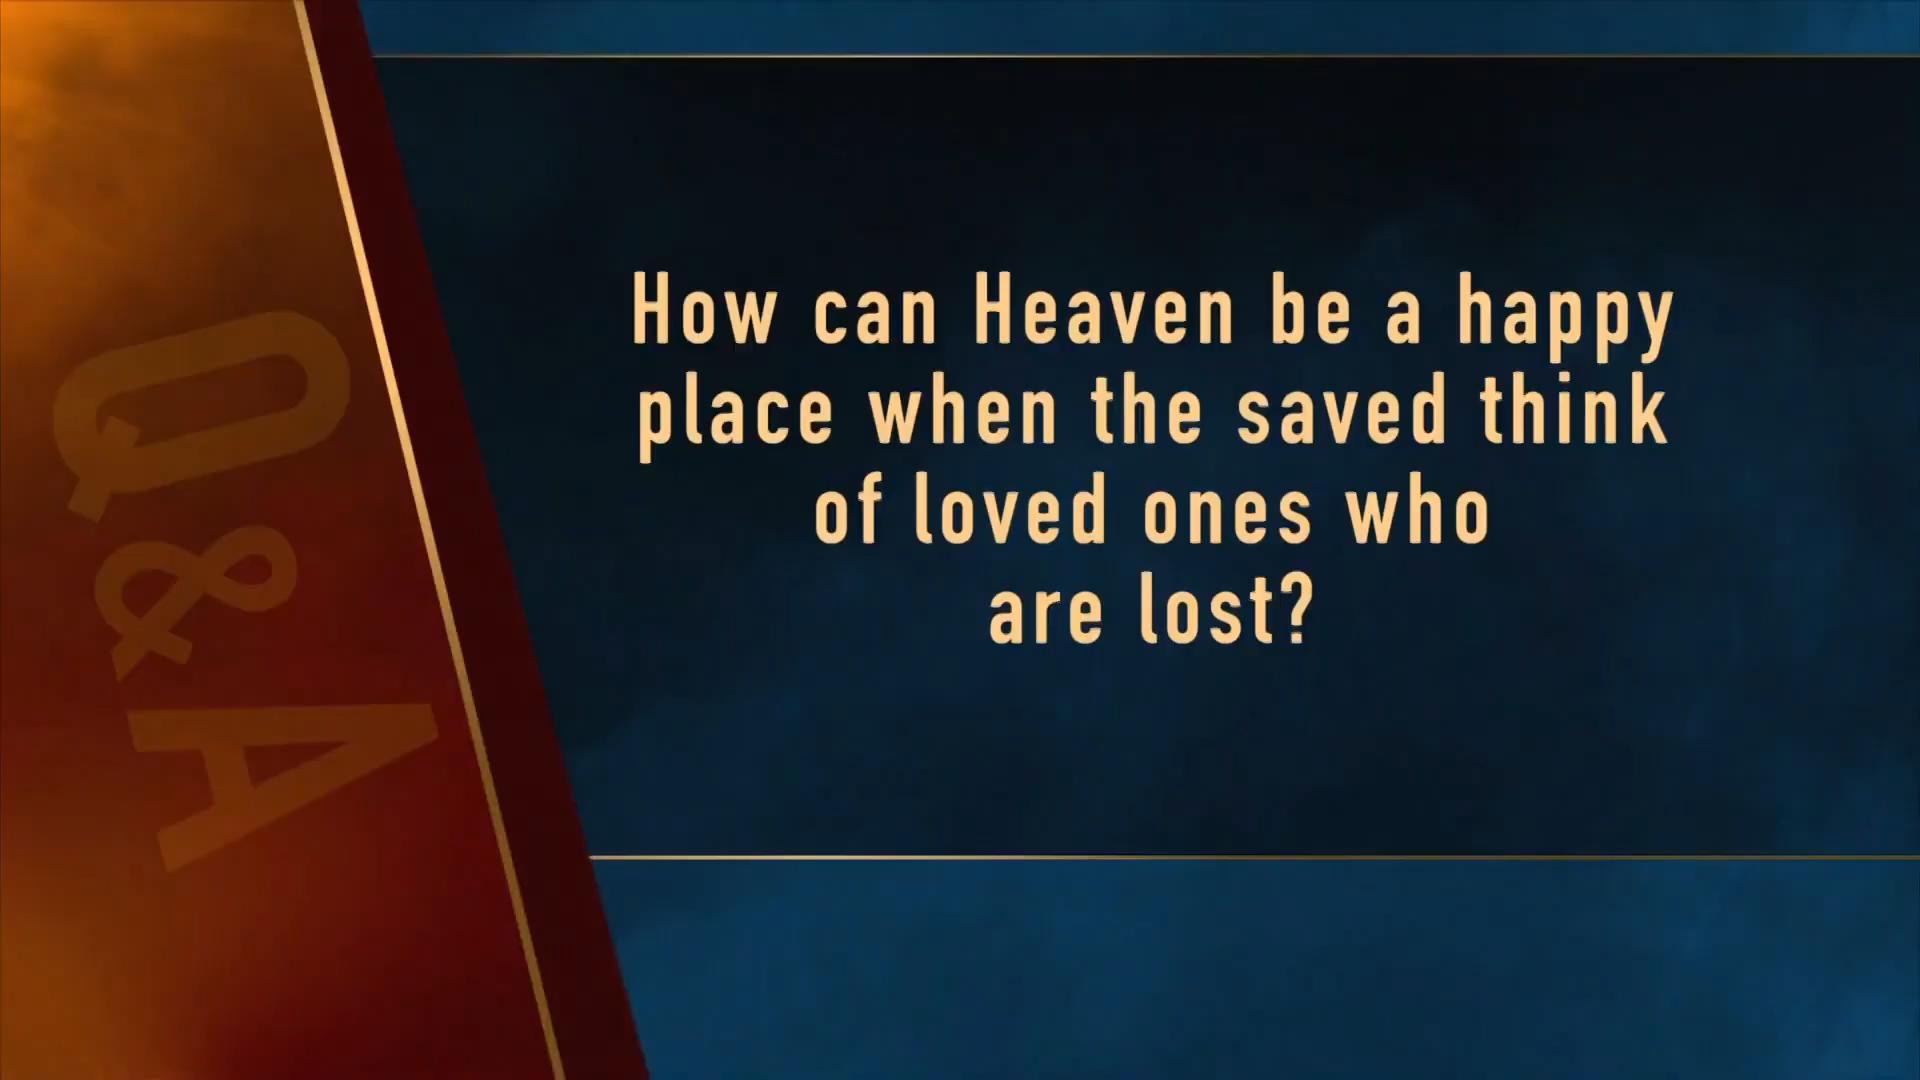 Q&A
How can Heaven be a happy
place when the saved think
of loved ones who
are lost?